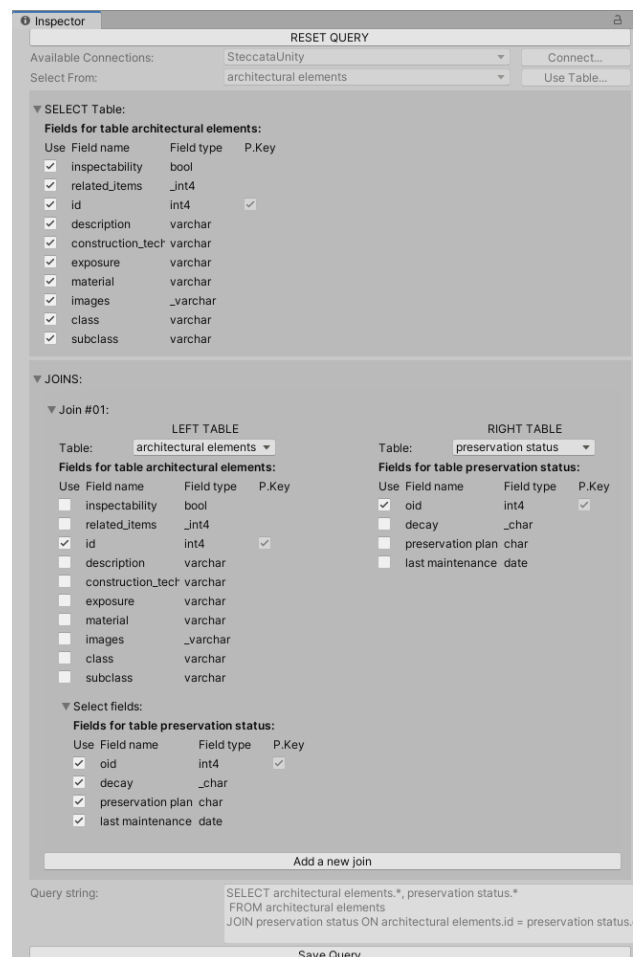 Inspector
RESET QUERY
Available Connections: SteccataUnity Connect...
Select From: architectural elements Use Table...
SELECT Table:
Fields for table architectural elements:
Use Field name Field type P.Key
inspectability bool
related_items _int4
id int4
description varchar
construction_tech varchar
exposure varchar
material varchar
images _varchar
class varchar
subclass varchar
JOINS:
Join #01:
LEFT TABLE RIGHT TABLE
Table: architectural elements Table: preservation status
Fields for table architectural elements: Fields for table preservation status:
Use Field name Field type P.Key Use Field name Field type P.Key
inspectability bool oid int4
related_items _int4 decay _char
id int4 preservation plan char
description varchar last maintenance date
construction_tech varchar
exposure varchar
material varchar
images _varchar
class varchar
subclass varchar
Select fields:
Fields for table preservation status:
Use Field name Field type P.Key
oid int4
decay _char
preservation plan char
last maintenance date
Add a new join
Query string: SELECT architectural elements.*, preservation status.*
FROM architectural elements
JOIN preservation status ON architectural elements.id = preservation status.
Save Query